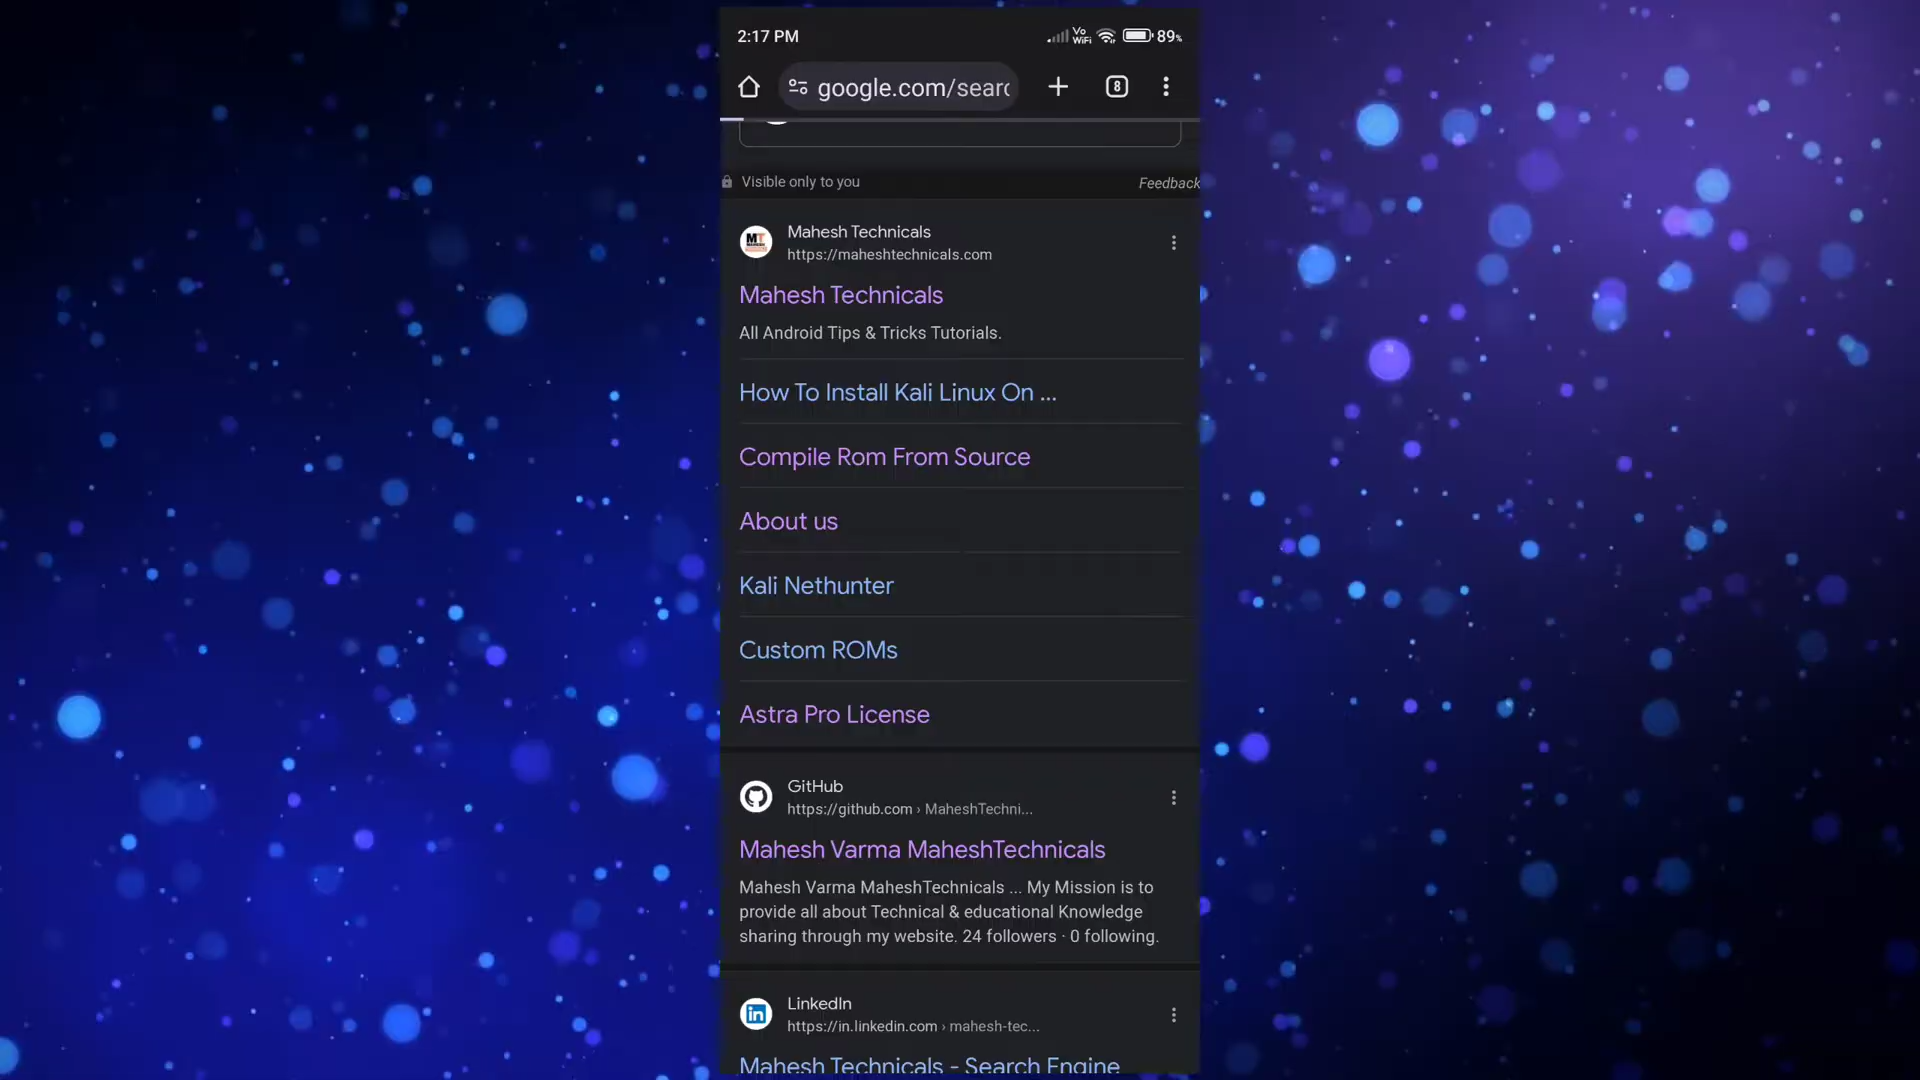 2:17 PM
Vo WiFi 89%
google.com/searc
8
Visible only to you
Feedback
MT
Mahesh Technicals
https://maheshtechnicals.com
Mahesh Technicals
All Android Tips & Tricks Tutorials.
How To Install Kali Linux On ...
Compile Rom From Source
About us
Kali Nethunter
Custom ROMs
Astra Pro License
GitHub
https://github.com › MaheshTechni...
Mahesh Varma MaheshTechnicals
Mahesh Varma MaheshTechnicals ... My Mission is to
provide all about Technical & educational Knowledge
sharing through my website. 24 followers · 0 following.
in
LinkedIn
https://in.linkedin.com › mahesh-tec...
Mahesh Technicals - Search Engine